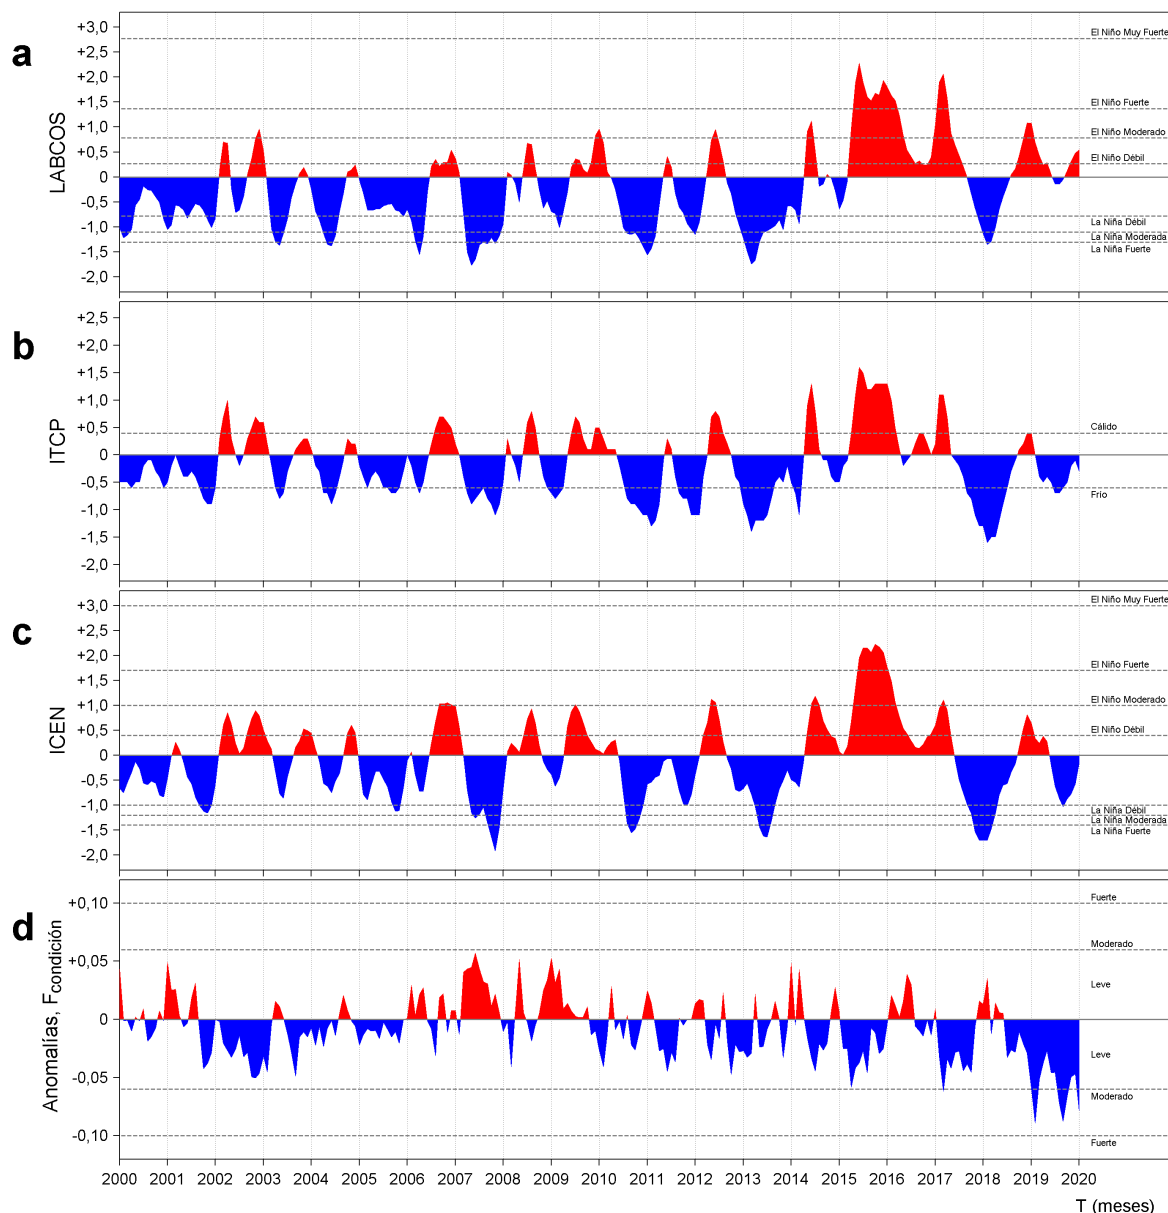 a
LABCOS
+3,0
+2,5
+2,0
+1,5
+1,0
+0,5
0
-0,5
-1,0
-1,5
-2,0
El Niño Muy Fuerte
El Niño Fuerte
El Niño Moderado
El Niño Débil
La Niña Débil
La Niña Moderada
La Niña Fuerte
b
ITCP
+2,5
+2,0
+1,5
+1,0
+0,5
0
-0,5
-1,0
-1,5
-2,0
Cálido
Frío
c
ICEN
+3,0
+2,5
+2,0
+1,5
+1,0
+0,5
0
-0,5
-1,0
-1,5
-2,0
El Niño Muy Fuerte
El Niño Fuerte
El Niño Moderado
El Niño Débil
La Niña Débil
La Niña Moderada
La Niña Fuerte
d
Anomalías, Fcondición
+0,10
+0,05
0
-0,05
-0,10
Fuerte
Moderado
Leve
Leve
Moderado
Fuerte
2000 2001 2002 2003 2004 2005 2006 2007 2008 2009 2010 2011 2012 2013 2014 2015 2016 2017 2018 2019 2020
T (meses)